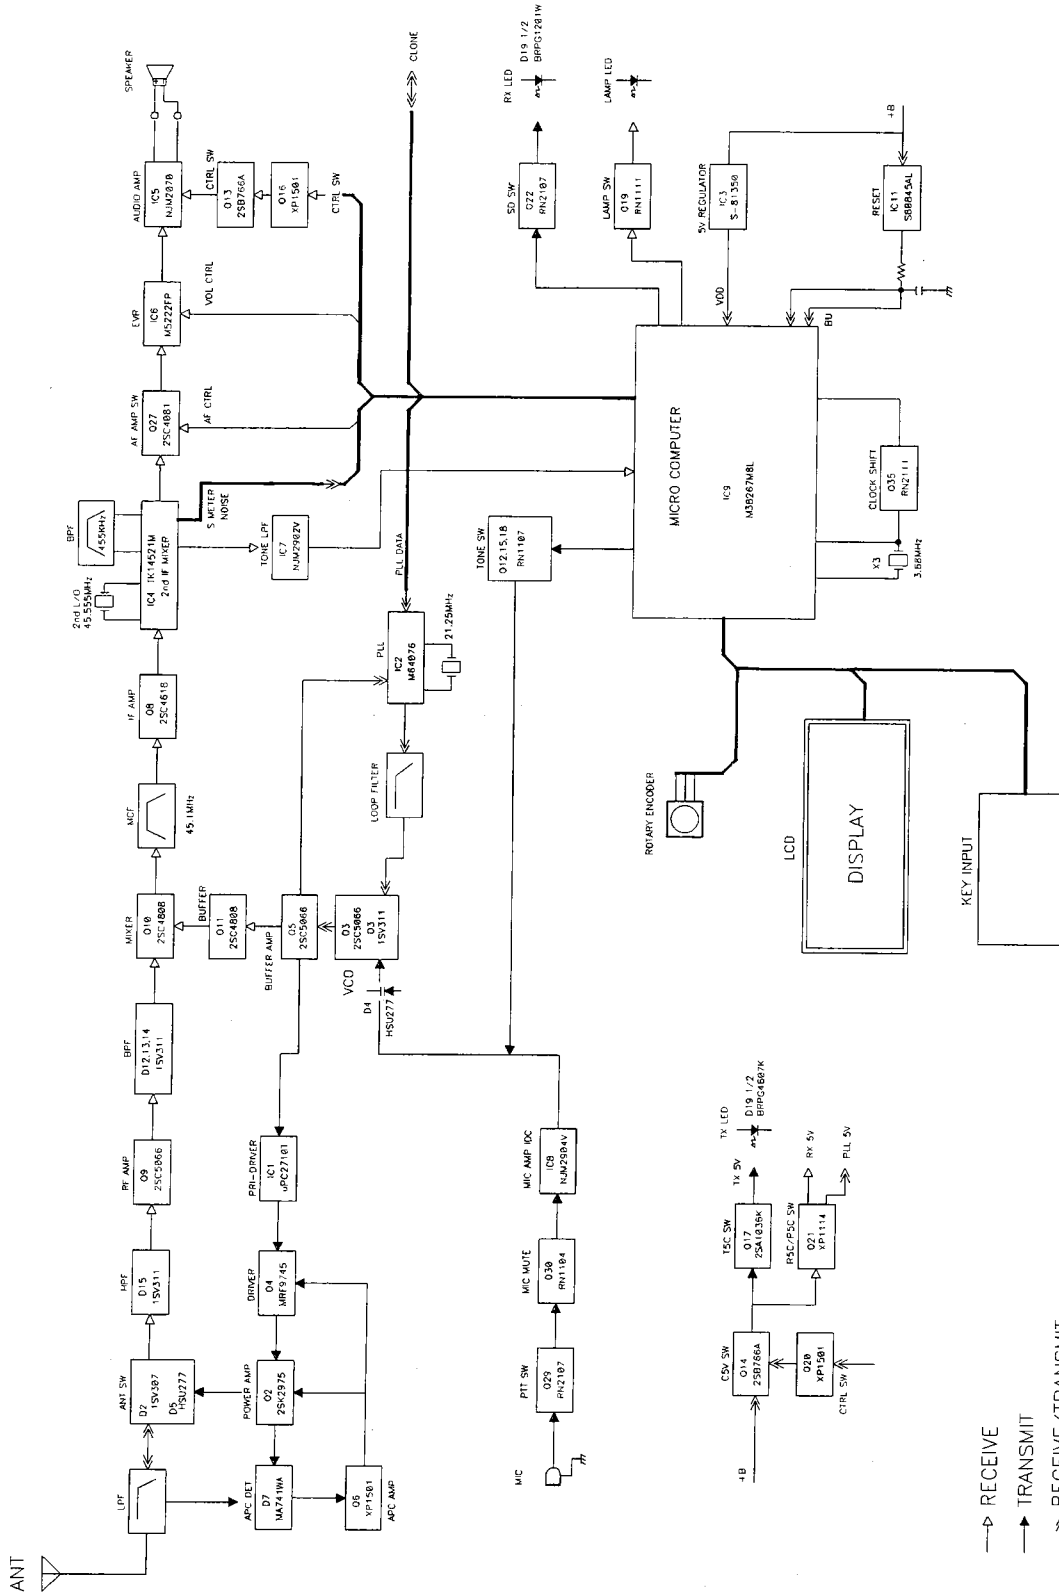 ANT
LPF
ANT SW
D2
1SV307
D5
HSU277
HPF
D15
1SV311
RF AMP
Q9
2SC5066
BPF
D12,13,14
1SV311
MIXER
Q10
2SC4808
MCF
45.1MHz
IF AMP
Q8
2SC4618
2nd L/O
45.555MHz
BPF
455KHz
IC4 TK14521M
2nd IF MIXER
AF AMP SW
Q27
2SC4081
EVR
IC6
M5222FP
AUDIO AMP
IC5
NJM2070
SPEAKER
AF CTRL
VOL CTRL
CTRL SW
Q13
2SB766A
Q16
XP1501
CTRL SW
S METER
NOISE
TONE LPF
IC7
NJM2902V
BUFFER
Q11
2SC4808
BUFFER AMP
Q5
2SC5066
VCO
Q3
2SC5066
Q3
1SV311
D4
HSU277
LOOP FILTER
PLL
IC2
M64076
21.25MHz
PLL DATA
CLONE
APC DET
D7
MA741WA
POWER AMP
Q2
2SK2975
DRIVER
Q4
MRF9745
PRI-DRIVER
IC1
uPC27101
Q6
XP1501
APC AMP
TONE SW
Q12,15,18
RN1107
MIC
PTT SW
Q29
RN2107
MIC MUTE
Q30
RN1104
MIC AMP IDC
IC8
NJM2904V
MICRO COMPUTER
IC9
M38267M8L
SD SW
Q22
RN2107
RX LED
D19 1/2
BRPG1201W
LAMP SW
Q19
RN1111
LAMP LED
5V REGULATOR
IC3
S-81350
VDD
+B
RESET
IC11
S80845AL
BU
CLOCK SHIFT
Q35
RN2111
X3
3.68MHz
ROTARY ENCODER
LCD
DISPLAY
KEY INPUT
+B
C5V SW
Q14
2SB766A
Q20
XP1501
CTRL SW
T5C SW
Q17
2SA1036K
TX 5V
TX LED
D19 1/2
BRPG4607K
R5C/P5C SW
Q21
XP1114
RX 5V
PLL 5V
RECEIVE
TRANSMIT
RECEIVE/TRANSMIT